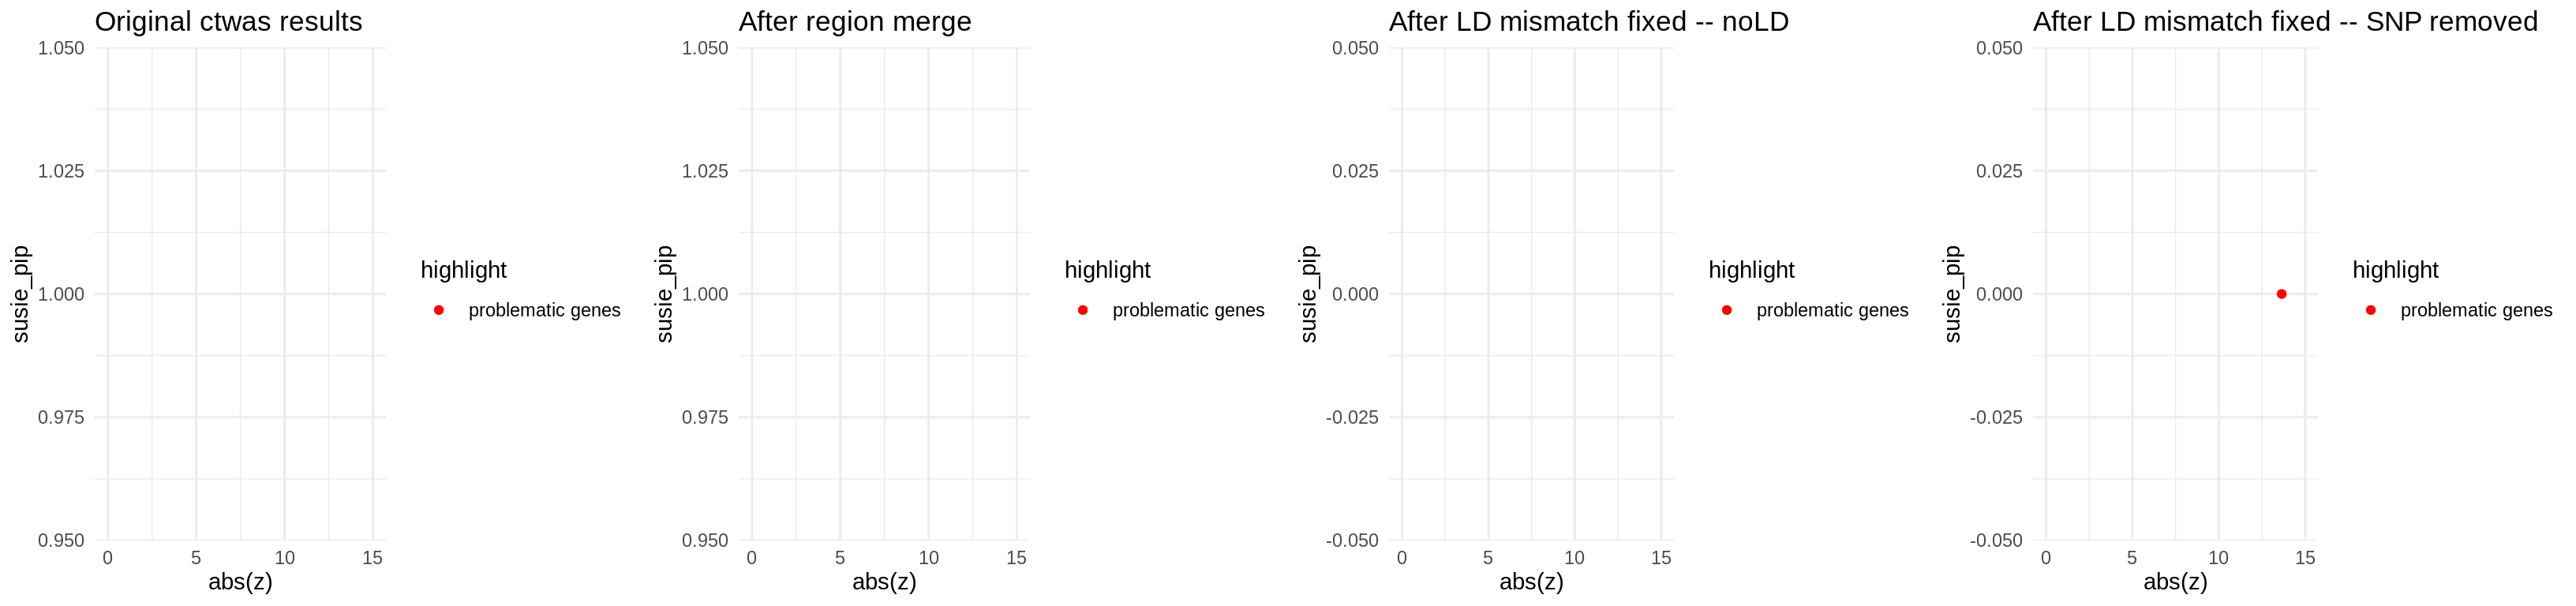 Original ctwas results
1.050
1.025
1.000
0.975
0.950
susie_pip
0
5
10
15
abs(z)
highlight
problematic genes
After region merge
1.050
1.025
1.000
0.975
0.950
susie_pip
0
5
10
15
abs(z)
highlight
problematic genes
After LD mismatch fixed -- noLD
0.050
0.025
0.000
-0.025
-0.050
susie_pip
0
5
10
15
abs(z)
highlight
problematic genes
After LD mismatch fixed -- SNP removed
0.050
0.025
0.000
-0.025
-0.050
susie_pip
0
5
10
15
abs(z)
highlight
problematic genes